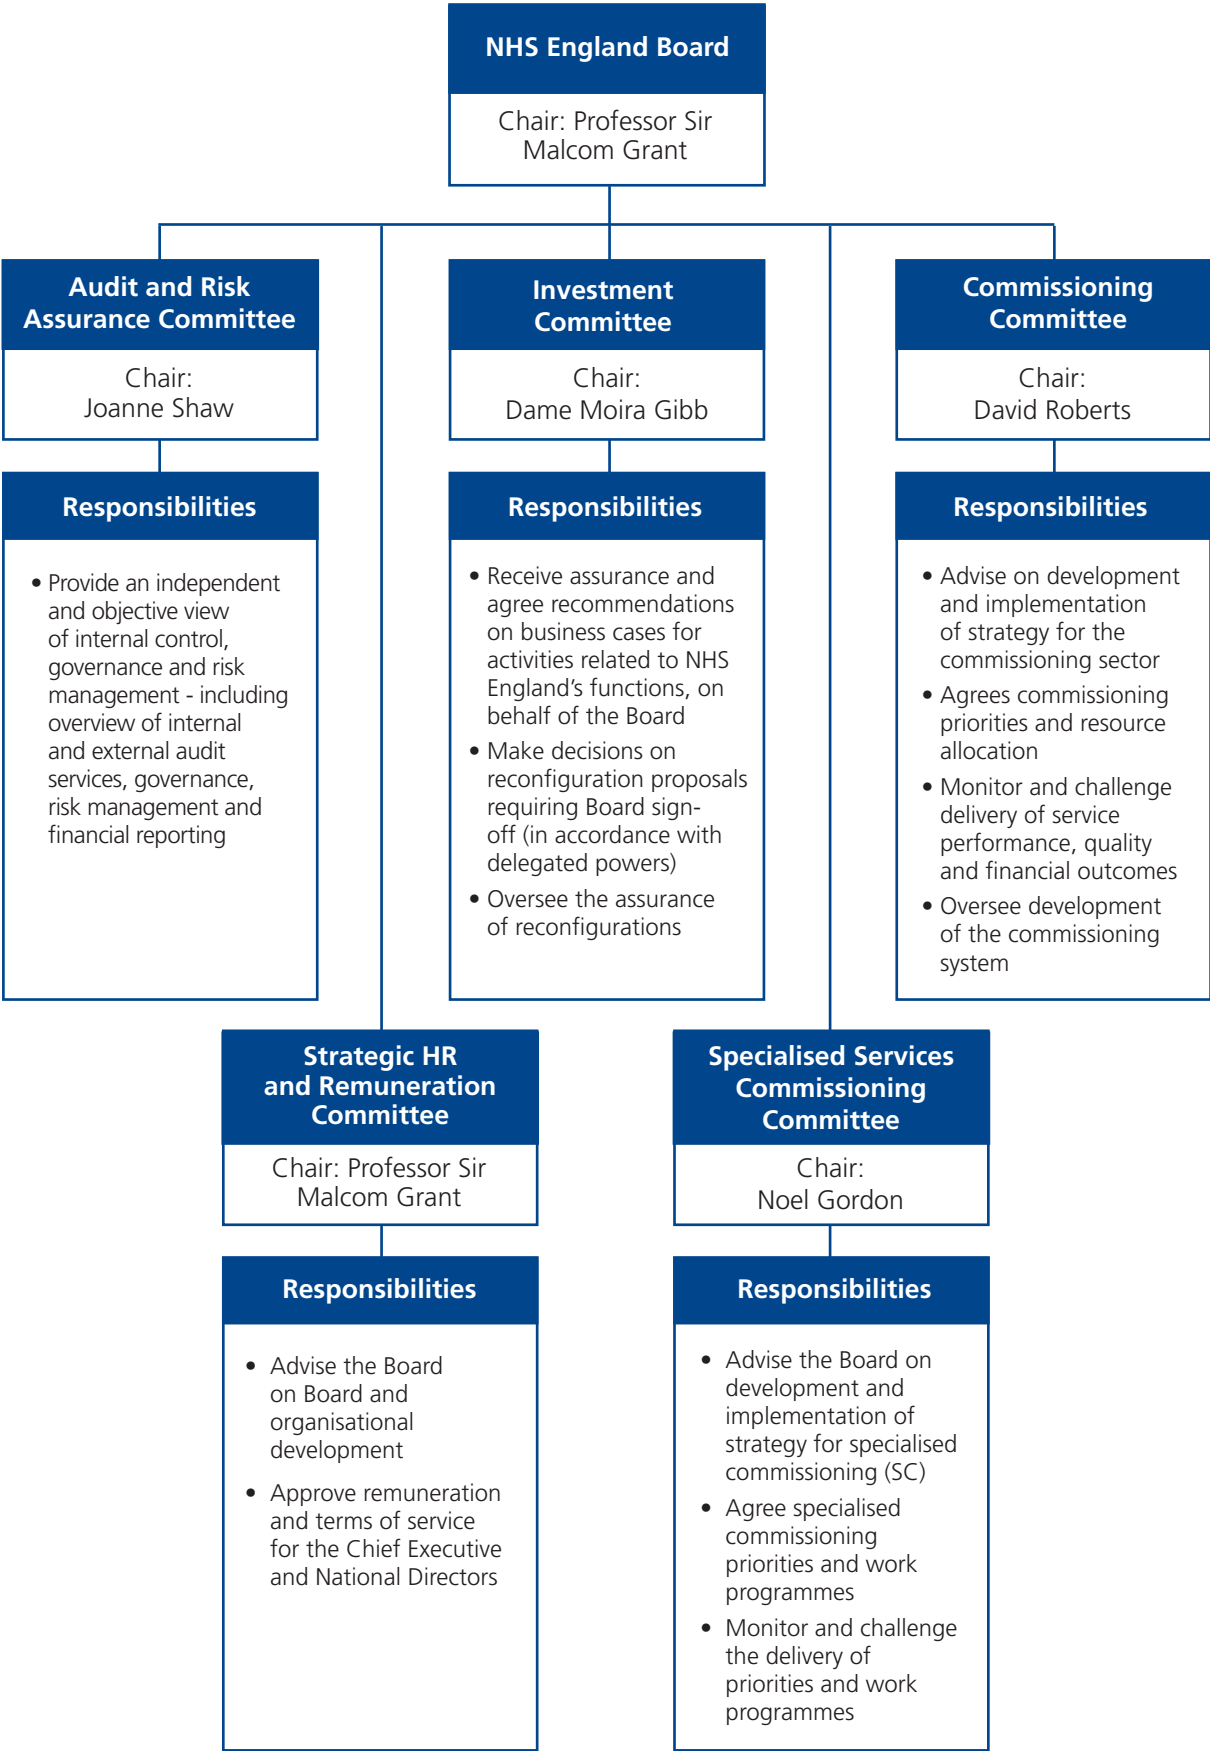 NHS England Board
Chair: Professor Sir
Malcom Grant
Audit and Risk
Assurance Committee
Chair:
Joanne Shaw
Responsibilities
• Provide an independent
and objective view
of internal control,
governance and risk
management - including
overview of internal
and external audit
services, governance,
risk management and
financial reporting
Investment
Committee
Chair:
Dame Moira Gibb
Responsibilities
• Receive assurance and
agree recommendations
on business cases for
activities related to NHS
England’s functions, on
behalf of the Board
• Make decisions on
reconfiguration proposals
requiring Board sign-
off (in accordance with
delegated powers)
• Oversee the assurance
of reconfigurations
Commissioning
Committee
Chair:
David Roberts
Responsibilities
• Advise on development
and implementation
of strategy for the
commissioning sector
• Agrees commissioning
priorities and resource
allocation
• Monitor and challenge
delivery of service
performance, quality
and financial outcomes
• Oversee development
of the commissioning
system
Strategic HR
and Remuneration
Committee
Chair: Professor Sir
Malcom Grant
Responsibilities
• Advise the Board
on Board and
organisational
development
• Approve remuneration
and terms of service
for the Chief Executive
and National Directors
Specialised Services
Commissioning
Committee
Chair:
Noel Gordon
Responsibilities
• Advise the Board on
development and
implementation of
strategy for specialised
commissioning (SC)
• Agree specialised
commissioning
priorities and work
programmes
• Monitor and challenge
the delivery of
priorities and work
programmes